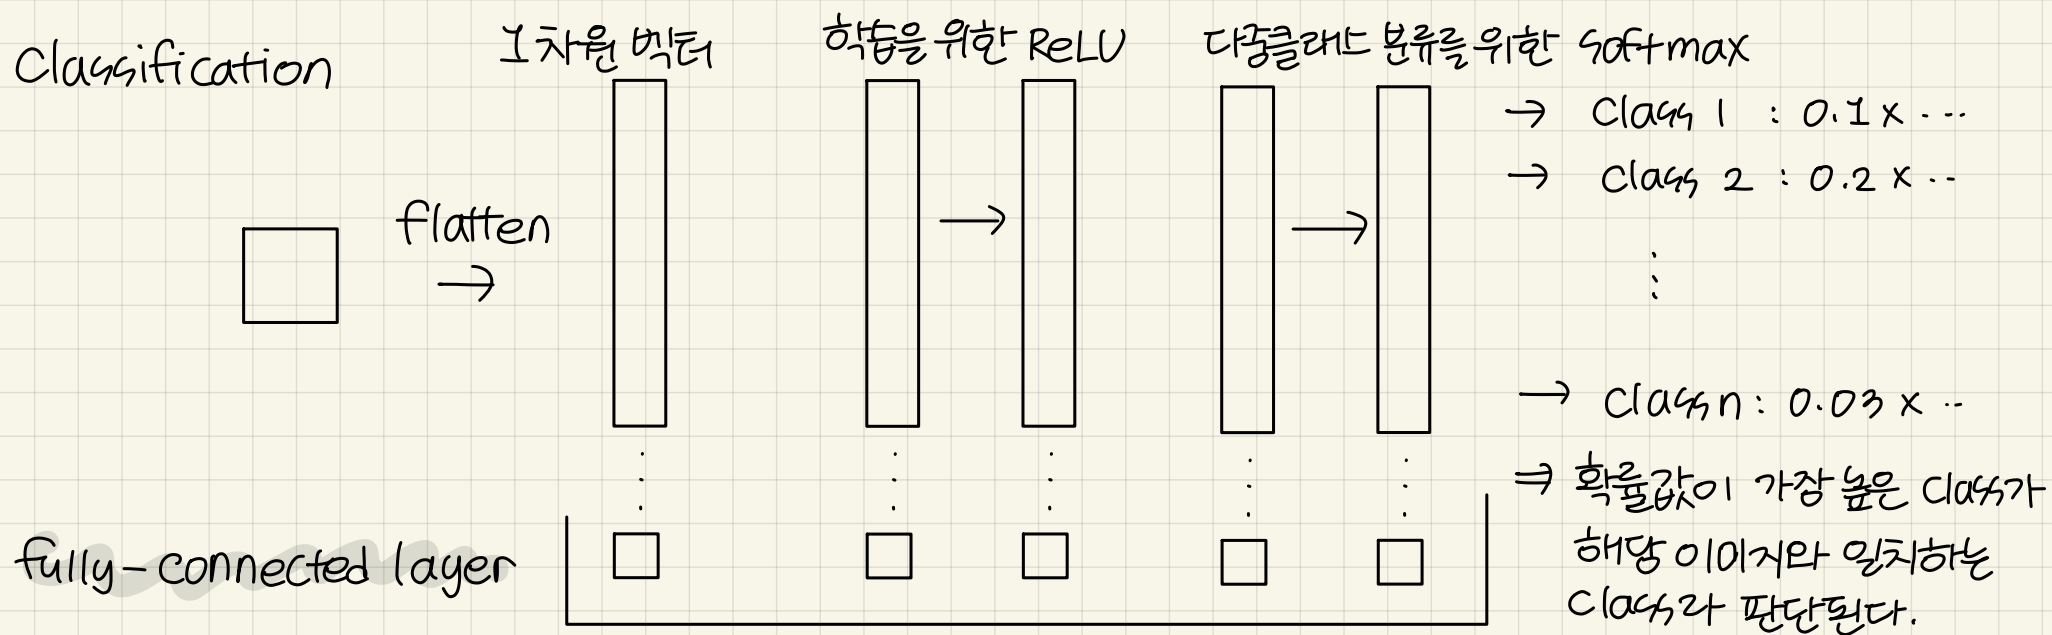 Classification
1차원 벡터
학습을 위한 ReLU
다중클래스 분류를 위한 softmax
flatten
→
→
→
→ Class 1 : 0.1x ...
→ Class 2 : 0.2 x ..
⋮
→ Class n : 0.03 x ..
⇒ 확률값이 가장 높은 Class가
해당 이미지와 일치하는
Class라 판단된다.
fully-connected layer